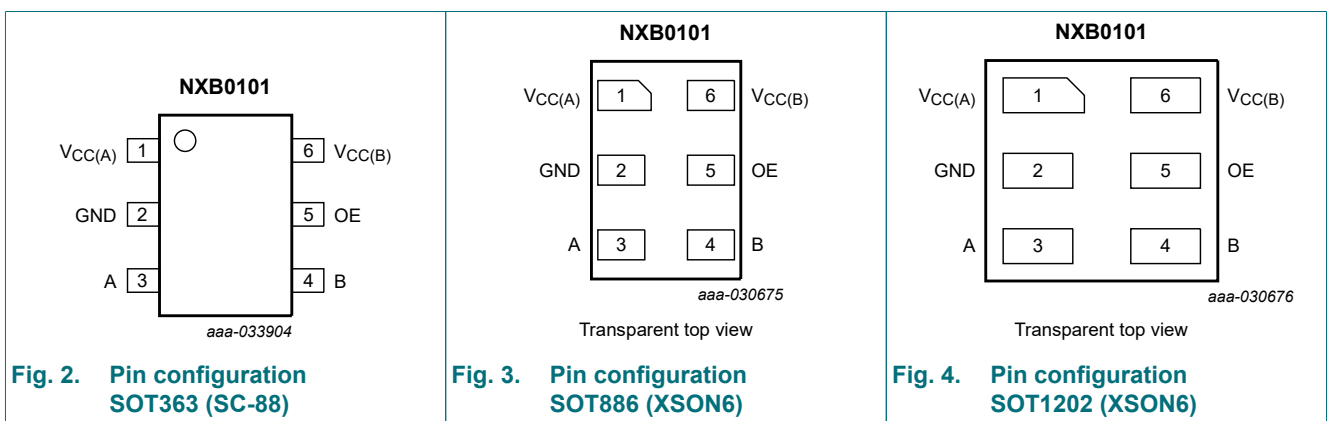 NXB0101
VCC(A) 1 6 VCC(B)
GND 2 5 OE
A 3 4 B
aaa-033904
Fig. 2. Pin configuration
SOT363 (SC-88)
NXB0101
VCC(A) 1 6 VCC(B)
GND 2 5 OE
A 3 4 B
aaa-030675
Transparent top view
Fig. 3. Pin configuration
SOT886 (XSON6)
NXB0101
VCC(A) 1 6 VCC(B)
GND 2 5 OE
A 3 4 B
aaa-030676
Transparent top view
Fig. 4. Pin configuration
SOT1202 (XSON6)